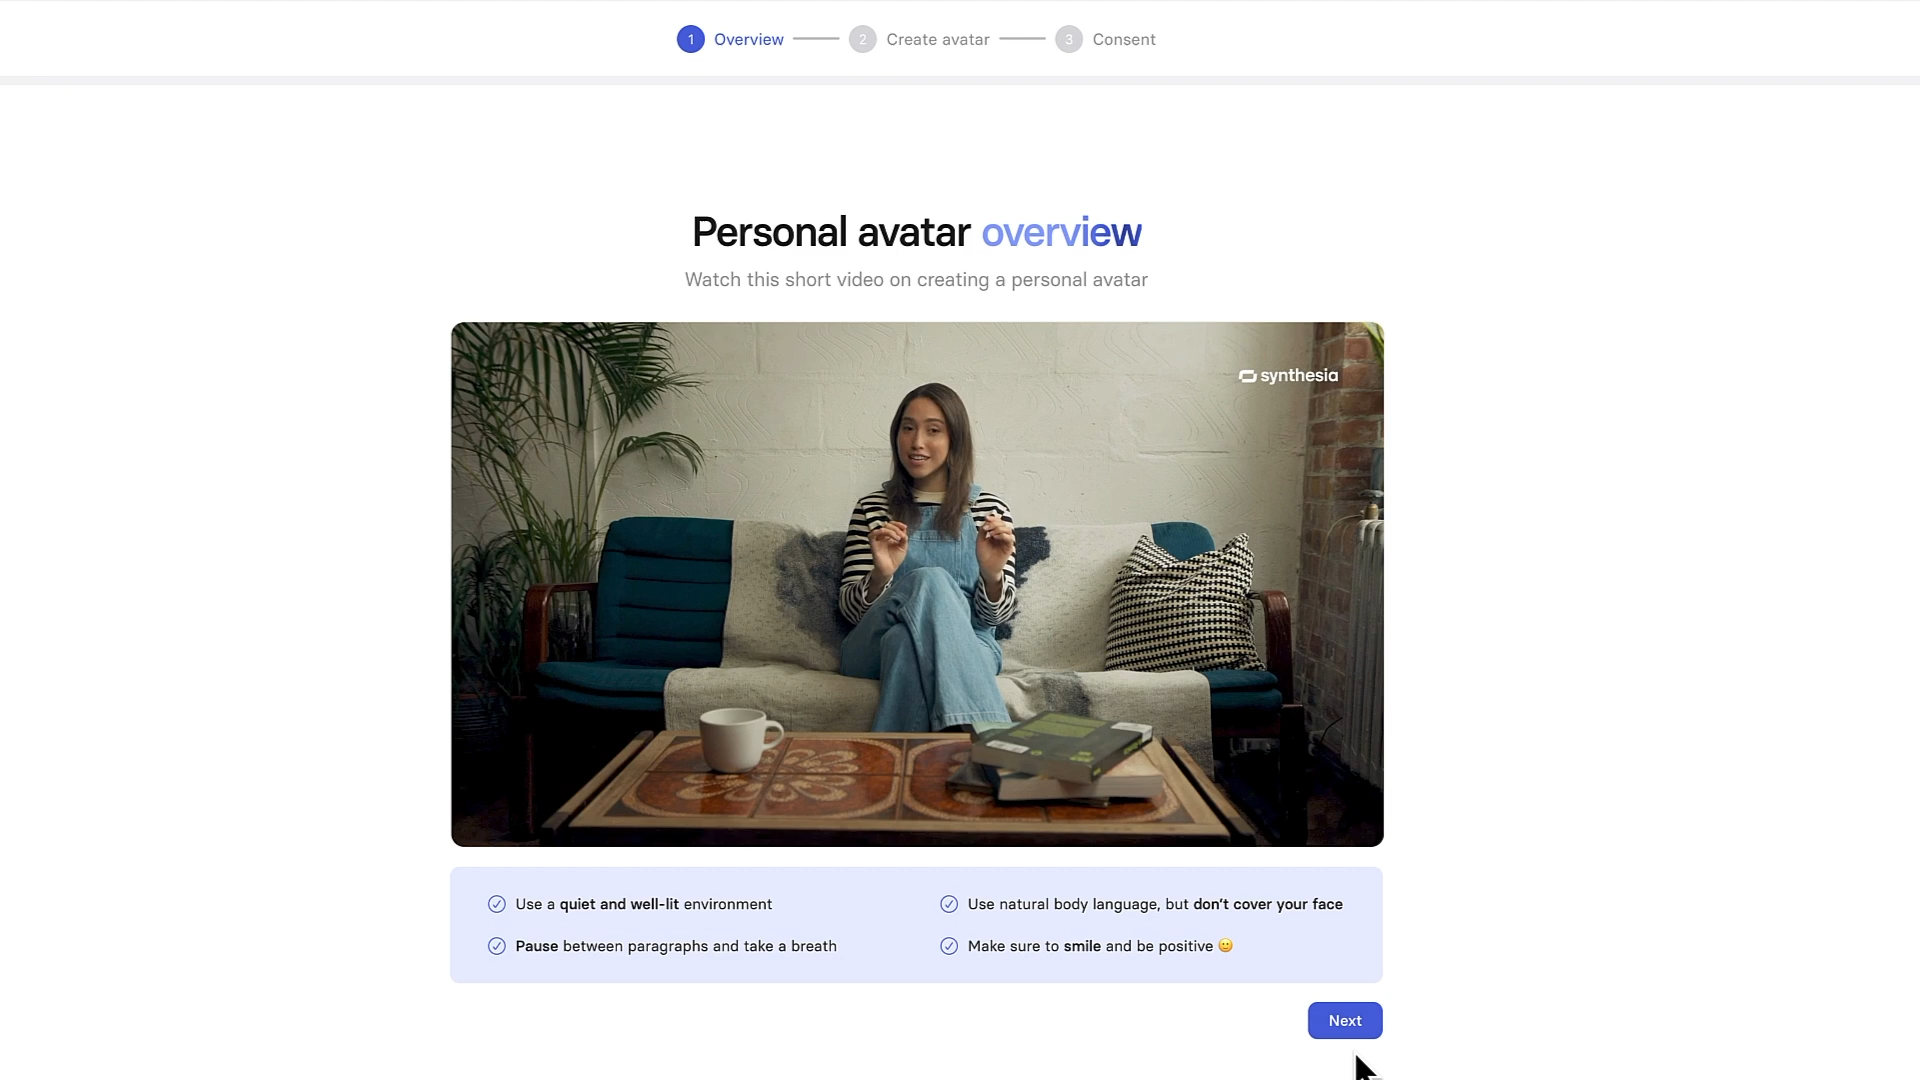 1 Overview 2 Create avatar 3 Consent
Personal avatar overview
Watch this short video on creating a personal avatar
synthesia
Use a quiet and well-lit environment
Use natural body language, but don't cover your face
Pause between paragraphs and take a breath
Make sure to smile and be positive 🙂
Next